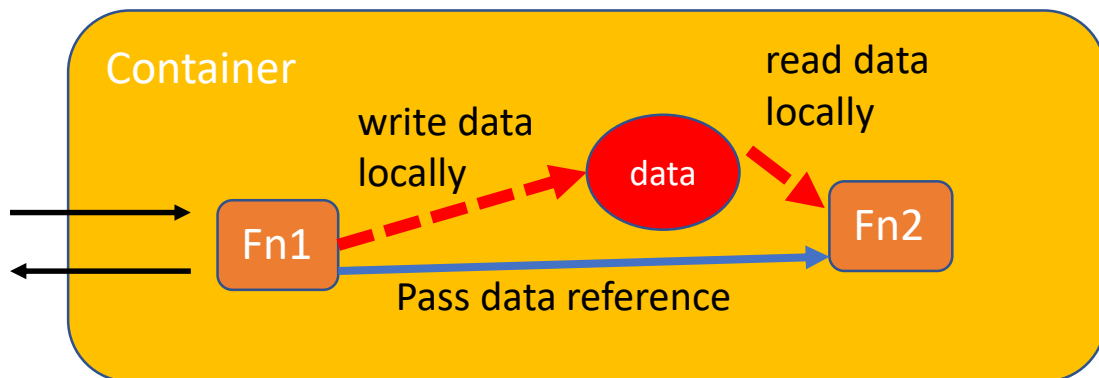 Container
write data
locally
data
read data
locally
Fn1
Fn2
Pass data reference